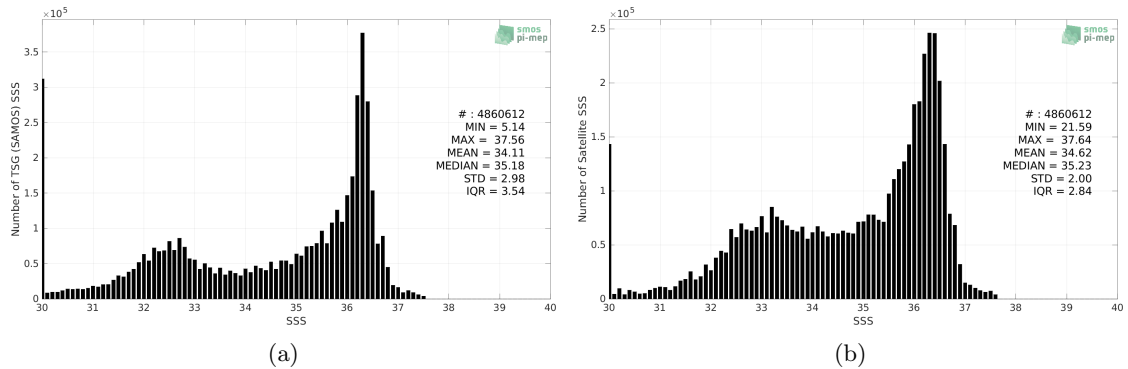 ×10⁵
Number of TSG (SAMOS) SSS
3.5
3
2.5
2
1.5
1
0.5
0
30 31 32 33 34 35 36 37 38 39 40
SSS
smos
pi-mep
# : 4860612
MIN = 5.14
MAX = 37.56
MEAN = 34.11
MEDIAN = 35.18
STD = 2.98
IQR = 3.54
(a)
×10⁵
Number of Satellite SSS
2.5
2
1.5
1
0.5
0
30 31 32 33 34 35 36 37 38 39 40
SSS
smos
pi-mep
# : 4860612
MIN = 21.59
MAX = 37.64
MEAN = 34.62
MEDIAN = 35.23
STD = 2.00
IQR = 2.84
(b)